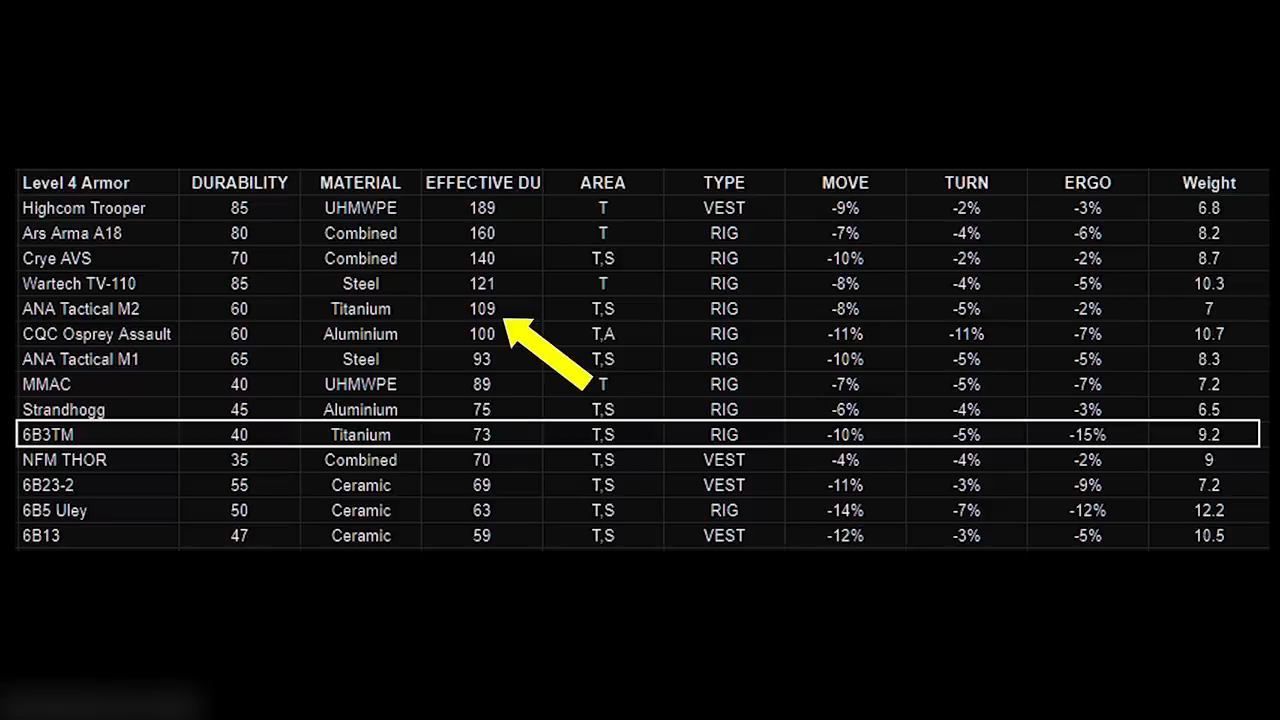 Level 4 Armor DURABILITY MATERIAL EFFECTIVE DU AREA TYPE MOVE TURN ERGO Weight
Highcom Trooper 85 UHMWPE 189 T VEST -9% -2% -3% 6.8
Ars Arma A18 80 Combined 160 T RIG -7% -4% -6% 8.2
Crye AVS 70 Combined 140 T,S RIG -10% -2% -2% 8.7
Wartech TV-110 85 Steel 121 T RIG -8% -4% -5% 10.3
ANA Tactical M2 60 Titanium 109 T,S RIG -8% -5% -2% 7
CQC Osprey Assault 60 Aluminium 100 T,A RIG -11% -11% -7% 10.7
ANA Tactical M1 65 Steel 93 T,S RIG -10% -5% -5% 8.3
MMAC 40 UHMWPE 89 T RIG -7% -5% -7% 7.2
Strandhogg 45 Aluminium 75 T,S RIG -6% -4% -3% 6.5
6B3TM 40 Titanium 73 T,S RIG -10% -5% -15% 9.2
NFM THOR 35 Combined 70 T,S VEST -4% -4% -2% 9
6B23-2 55 Ceramic 69 T,S VEST -11% -3% -9% 7.2
6B5 Uley 50 Ceramic 63 T,S RIG -14% -7% -12% 12.2
6B13 47 Ceramic 59 T,S VEST -12% -3% -5% 10.5